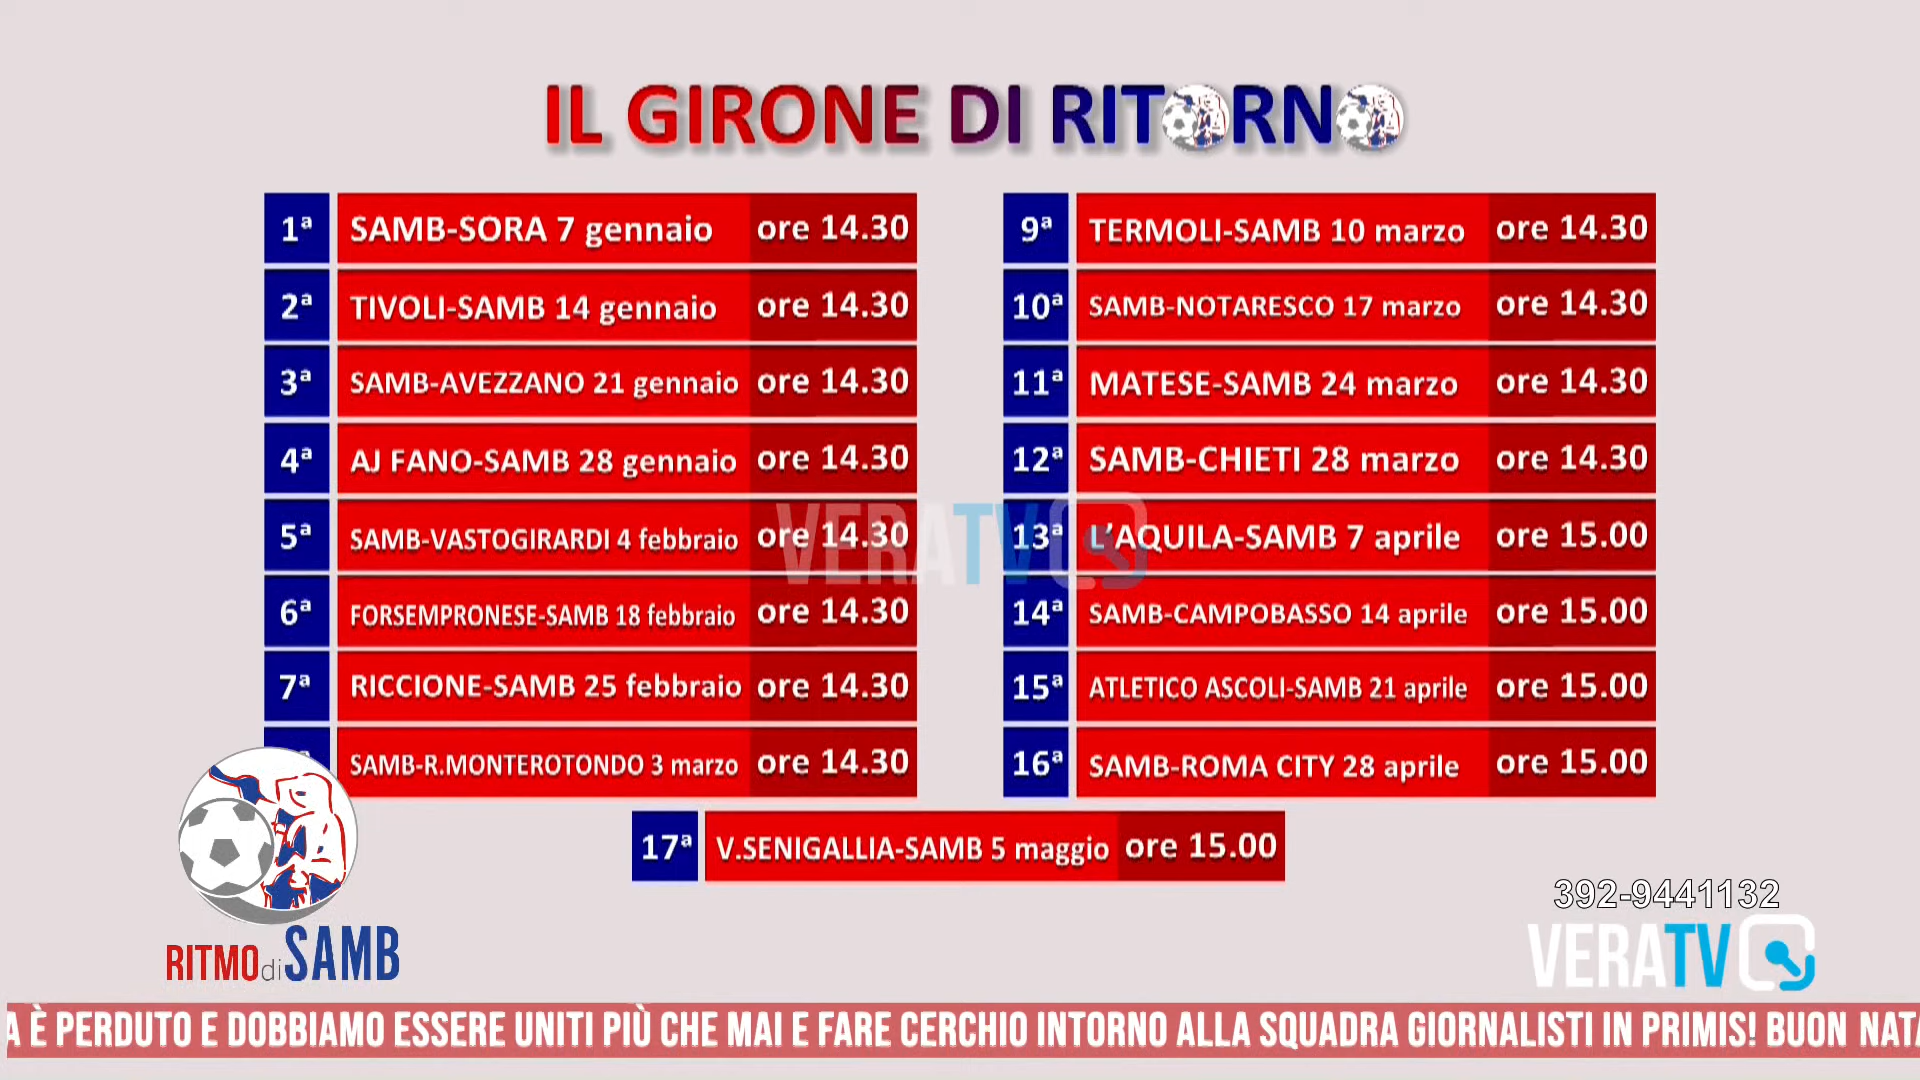 IL GIRONE DI RITORNO
1ª SAMB-SORA 7 gennaio ore 14.30
2ª TIVOLI-SAMB 14 gennaio ore 14.30
3ª SAMB-AVEZZANO 21 gennaio ore 14.30
4ª AJ FANO-SAMB 28 gennaio ore 14.30
5ª SAMB-VASTOGIRARDI 4 febbraio ore 14.30
6ª FORSEMPRONESE-SAMB 18 febbraio ore 14.30
7ª RICCIONE-SAMB 25 febbraio ore 14.30
SAMB-R.MONTEROTONDO 3 marzo ore 14.30
9ª TERMOLI-SAMB 10 marzo ore 14.30
10ª SAMB-NOTARESCO 17 marzo ore 14.30
11ª MATESE-SAMB 24 marzo ore 14.30
12ª SAMB-CHIETI 28 marzo ore 14.30
13ª L'AQUILA-SAMB 7 aprile ore 15.00
14ª SAMB-CAMPOBASSO 14 aprile ore 15.00
15ª ATLETICO ASCOLI-SAMB 21 aprile ore 15.00
16ª SAMB-ROMA CITY 28 aprile ore 15.00
17ª V.SENIGALLIA-SAMB 5 maggio ore 15.00
VERATV
RITMO di SAMB
392-9441132
VERATV
A È PERDUTO E DOBBIAMO ESSERE UNITI PIÙ CHE MAI E FARE CERCHIO INTORNO ALLA SQUADRA GIORNALISTI IN PRIMIS! BUON NATA